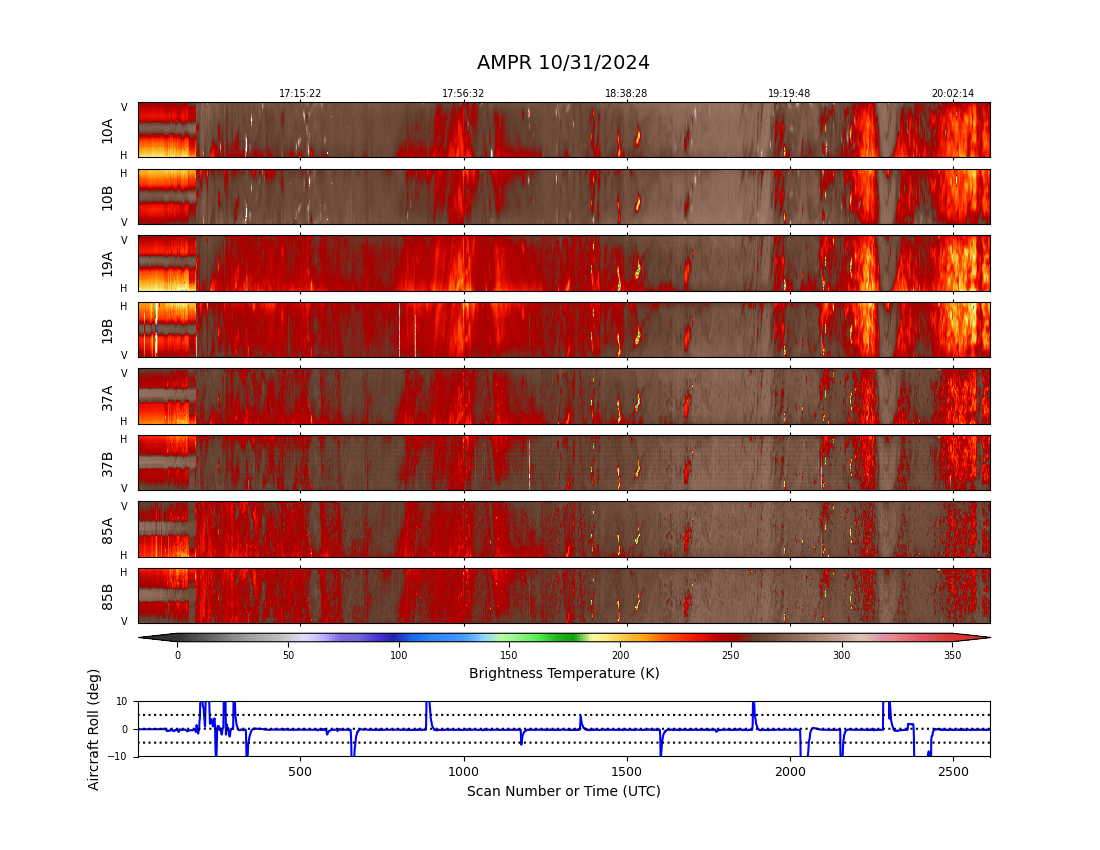 AMPR 10/31/2024
17:15:22 17:56:32 18:38:28 19:19:48 20:02:14
V
10A
H
H
10B
V
V
19A
H
H
19B
V
V
37A
H
H
37B
V
V
85A
H
H
85B
V
0 50 100 150 200 250 300 350
Brightness Temperature (K)
Aircraft Roll (deg)
10
0
−10
500 1000 1500 2000 2500
Scan Number or Time (UTC)